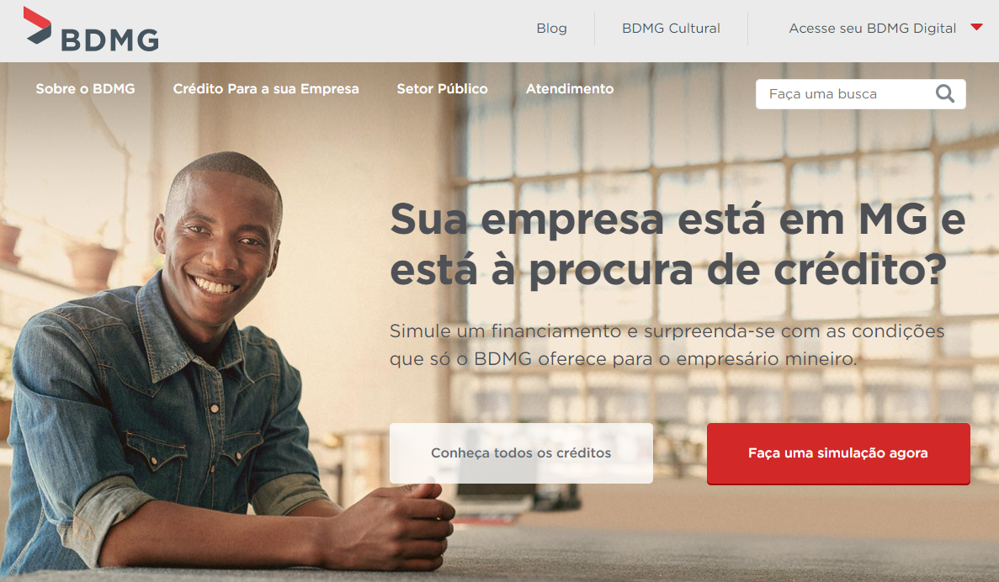 BDMG
Blog
BDMG Cultural
Acesse seu BDMG Digital
Sobre o BDMG
Crédito Para a sua Empresa
Setor Público
Atendimento
Faça uma busca
Sua empresa está em MG e
está à procura de crédito?
Simule um financiamento e surpreenda-se com as condições
que só o BDMG oferece para o empresário mineiro.
Conheça todos os créditos
Faça uma simulação agora